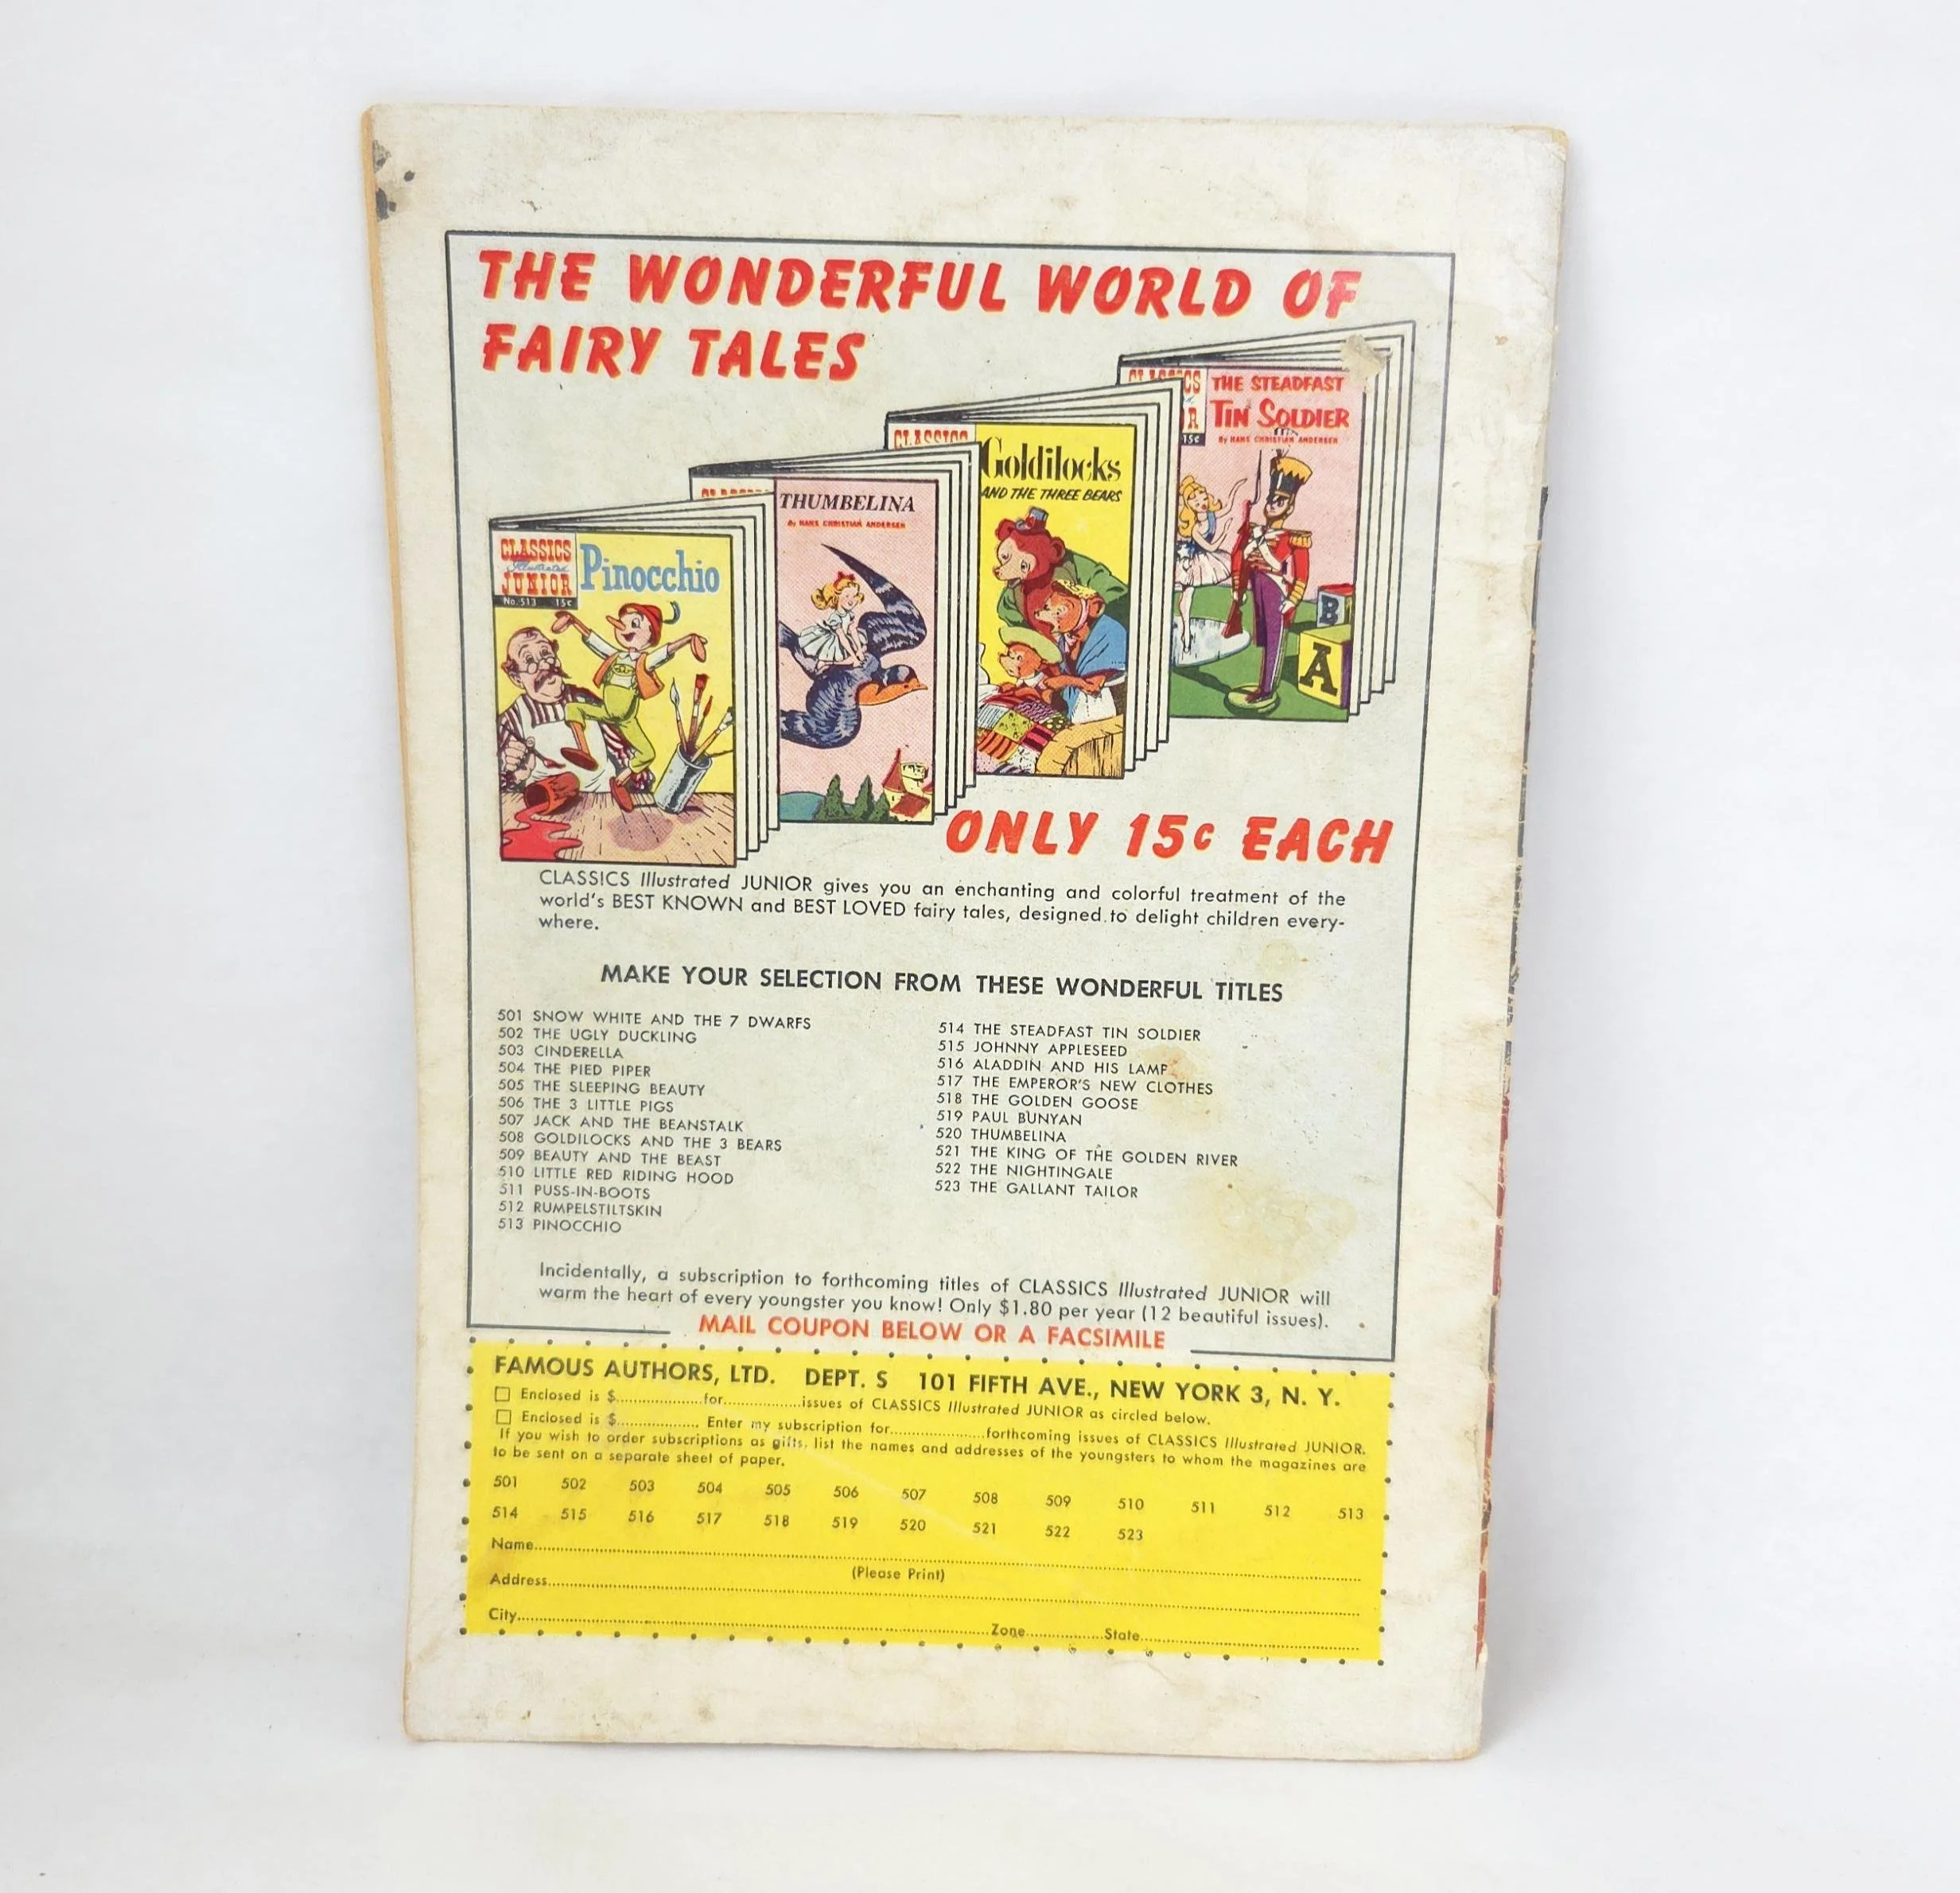 THE WONDERFUL WORLD OF
FAIRY TALES
CLASSICS
Illustrated
JUNIOR
No. 513 15c
Pinocchio
THUMBELINA
By HANS CHRISTIAN ANDERSEN
CLASSICS
Goldilocks
AND THE THREE BEARS
THE STEADFAST
TIN SOLDIER
By HANS CHRISTIAN ANDERSEN
15c
B
A
ONLY 15c EACH
CLASSICS Illustrated JUNIOR gives you an enchanting and colorful treatment of the
world's BEST KNOWN and BEST LOVED fairy tales, designed to delight children every-
where.
MAKE YOUR SELECTION FROM THESE WONDERFUL TITLES
501 SNOW WHITE AND THE 7 DWARFS
502 THE UGLY DUCKLING
503 CINDERELLA
504 THE PIED PIPER
505 THE SLEEPING BEAUTY
506 THE 3 LITTLE PIGS
507 JACK AND THE BEANSTALK
508 GOLDILOCKS AND THE 3 BEARS
509 BEAUTY AND THE BEAST
510 LITTLE RED RIDING HOOD
511 PUSS-IN-BOOTS
512 RUMPELSTILTSKIN
513 PINOCCHIO
514 THE STEADFAST TIN SOLDIER
515 JOHNNY APPLESEED
516 ALADDIN AND HIS LAMP
517 THE EMPEROR'S NEW CLOTHES
518 THE GOLDEN GOOSE
519 PAUL BUNYAN
520 THUMBELINA
521 THE KING OF THE GOLDEN RIVER
522 THE NIGHTINGALE
523 THE GALLANT TAILOR
Incidentally, a subscription to forthcoming titles of CLASSICS Illustrated JUNIOR will
warm the heart of every youngster you know! Only $1.80 per year (12 beautiful issues).
MAIL COUPON BELOW OR A FACSIMILE
FAMOUS AUTHORS, LTD. DEPT. S 101 FIFTH AVE., NEW YORK 3, N. Y.
Enclosed is $..................for................issues of CLASSICS Illustrated JUNIOR as circled below.
Enclosed is $................. Enter my subscription for....................forthcoming issues of CLASSICS Illustrated JUNIOR.
If you wish to order subscriptions as gifts, list the names and addresses of the youngsters to whom the magazines are
to be sent on a separate sheet of paper.
501 502 503 504 505 506 507 508 509 510 511 512 513
514 515 516 517 518 519 520 521 522 523
Name....................
(Please Print)
Address....................
City....................Zone................State....................